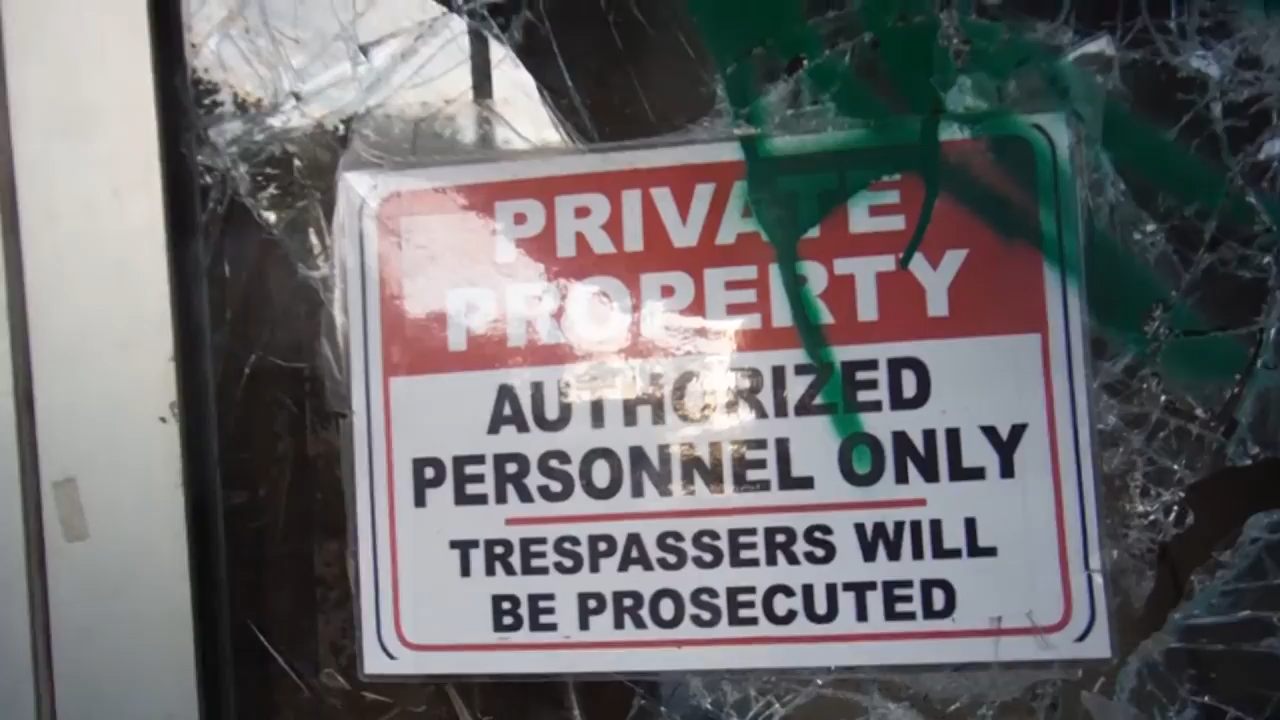 PRIVATE
PROPERTY
AUTHORIZED
PERSONNEL ONLY
TRESPASSERS WILL
BE PROSECUTED